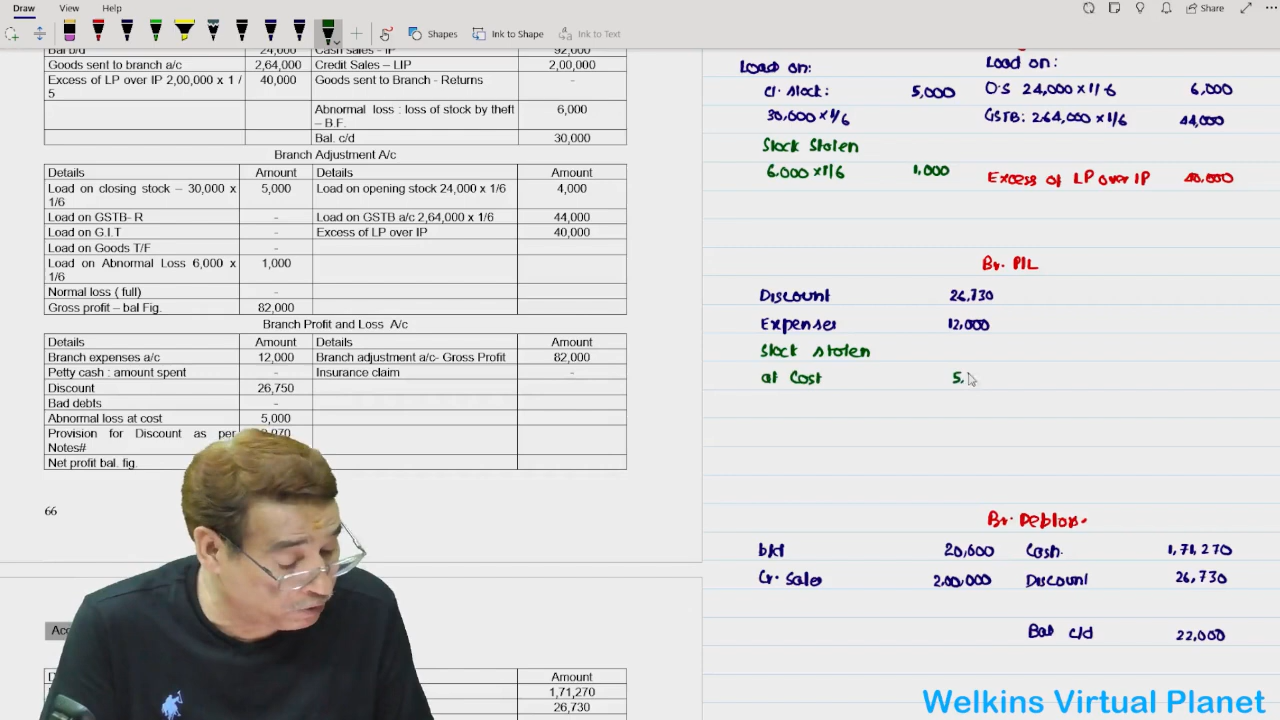 Draw View Help
Share
Shapes Ink to Shape Ink to Text
Bal b/d 24,000 Cash sales - IP 92,000
Goods sent to branch a/c 2,64,000 Credit Sales – LIP 2,00,000
Excess of LP over IP 2,00,000 x 1 / 5 40,000 Goods sent to Branch - Returns -
Abnormal loss : loss of stock by theft – B.F. 6,000
Bal. c/d 30,000
Branch Adjustment A/c
Details Amount Details Amount
Load on closing stock – 30,000 x 1/6 5,000 Load on opening stock 24,000 x 1/6 4,000
Load on GSTB- R - Load on GSTB a/c 2,64,000 x 1/6 44,000
Load on G.I.T - Excess of LP over IP 40,000
Load on Goods T/F -
Load on Abnormal Loss 6,000 x 1/6 1,000
Normal loss ( full) -
Gross profit – bal Fig. 82,000
Branch Profit and Loss A/c
Details Amount Details Amount
Branch expenses a/c 12,000 Branch adjustment a/c- Gross Profit 82,000
Petty cash : amount spent - Insurance claim -
Discount 26,750
Bad debts -
Abnormal loss at cost 5,000
Provision for Discount as per Notes#
Net profit bal. fig.
66
Amount
1,71,270
26,730
Load on: Load on:
Cl. Stock: 5,000 O.S 24,000 x 1/6 6,000
30,000 x 1/6 GSTB: 264,000 x 1/6 44,000
Stock Stolen
6,000 x 1/6 1,000 Excess of LP over IP 40,000
Br. P/L
Discount 26,730
Expenses 12,000
Stock stolen
at Cost 5,
Br. Debtors.
b/d 20,600 Cash. 1,71,270
Cr. Sales 2,00,000 Discount 26,730
Bal c/d 22,000
Welkins Virtual Planet